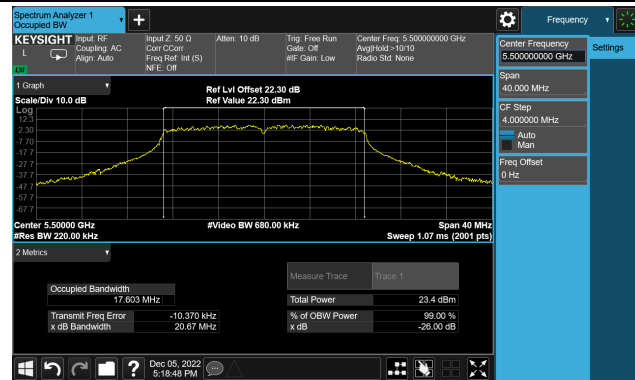 Spectrum Analyzer 1
Occupied BW
+
Frequency
KEYSIGHT
L
LXI
Input: RF
Coupling: AC
Align: Auto
Input Z: 50 Ω
Corr CCorr
Freq Ref: Int (S)
NFE: Off
Atten: 10 dB
Trig: Free Run
Gate: Off
#IF Gain: Low
Center Freq: 5.500000000 GHz
Avg|Hold:>10/10
Radio Std: None
Center Frequency
5.500000000 GHz
Settings
Span
40.000 MHz
CF Step
4.000000 MHz
Auto
Man
Freq Offset
0 Hz
1 Graph
Scale/Div 10.0 dB
Ref Lvl Offset 22.30 dB
Ref Value 22.30 dBm
Log
12.3
2.30
-7.70
-17.7
-27.7
-37.7
-47.7
-57.7
-67.7
Center 5.50000 GHz
#Video BW 680.00 kHz
Span 40 MHz
#Res BW 220.00 kHz
Sweep 1.07 ms (2001 pts)
2 Metrics
Measure Trace
Trace 1
Occupied Bandwidth
17.603 MHz
Total Power
23.4 dBm
Transmit Freq Error
-10.370 kHz
% of OBW Power
99.00 %
x dB Bandwidth
20.67 MHz
x dB
-26.00 dB
?
Dec 05, 2022
5:18:48 PM